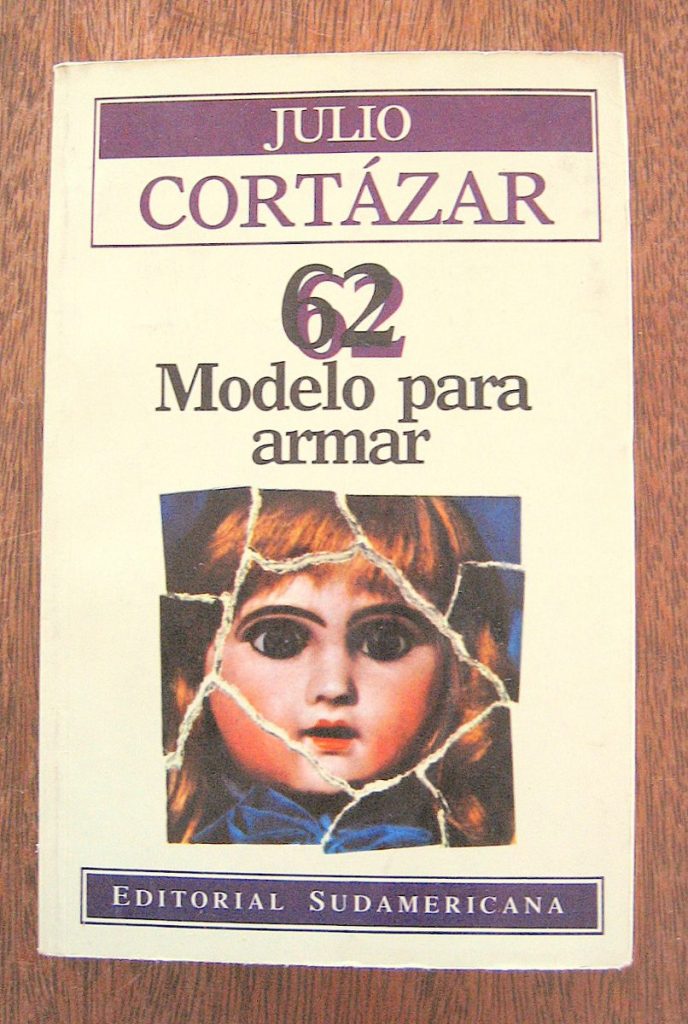 JULIO
CORTÁZAR
62
Modelo para
armar
EDITORIAL SUDAMERICANA